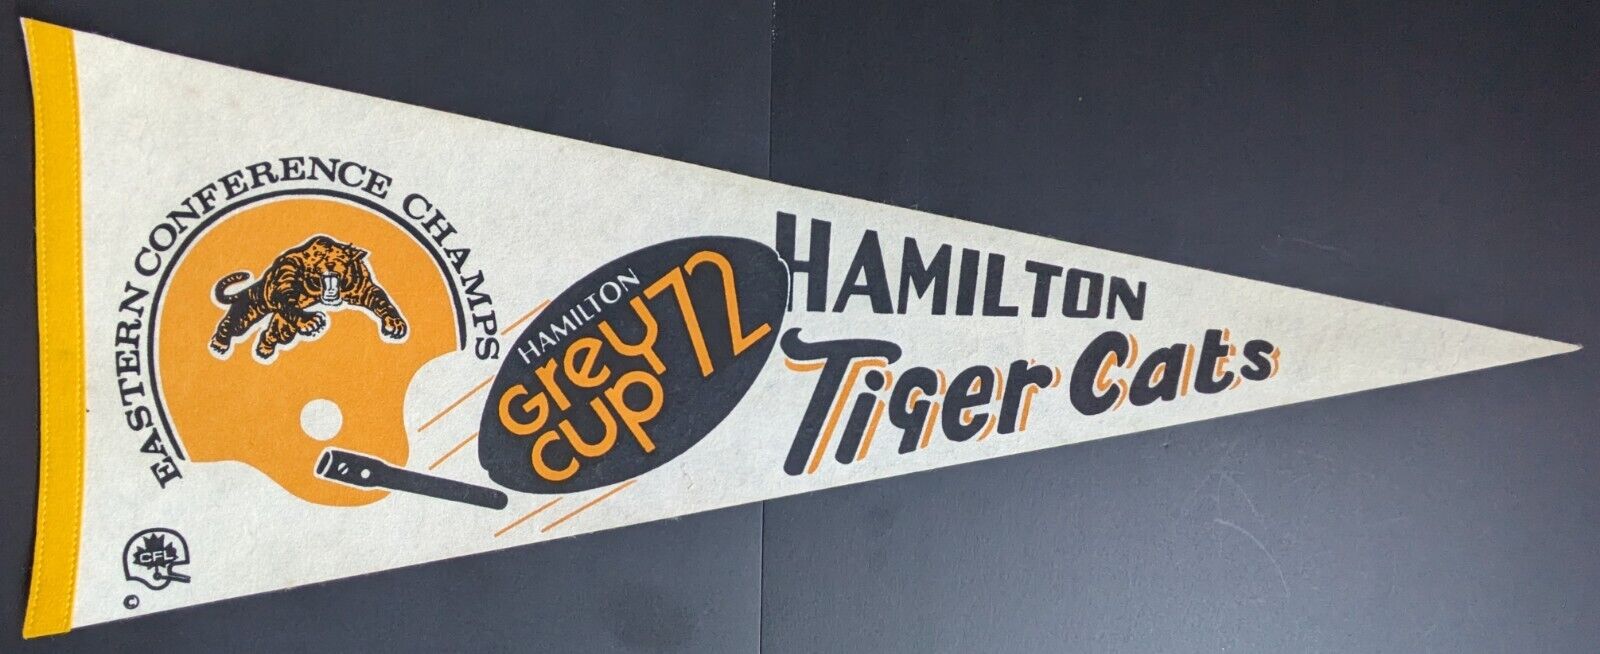 EASTERN CONFERENCE CHAMPS
HAMILTON
Grey
Cup 72
HAMILTON
Tiger Cats
CFL
©